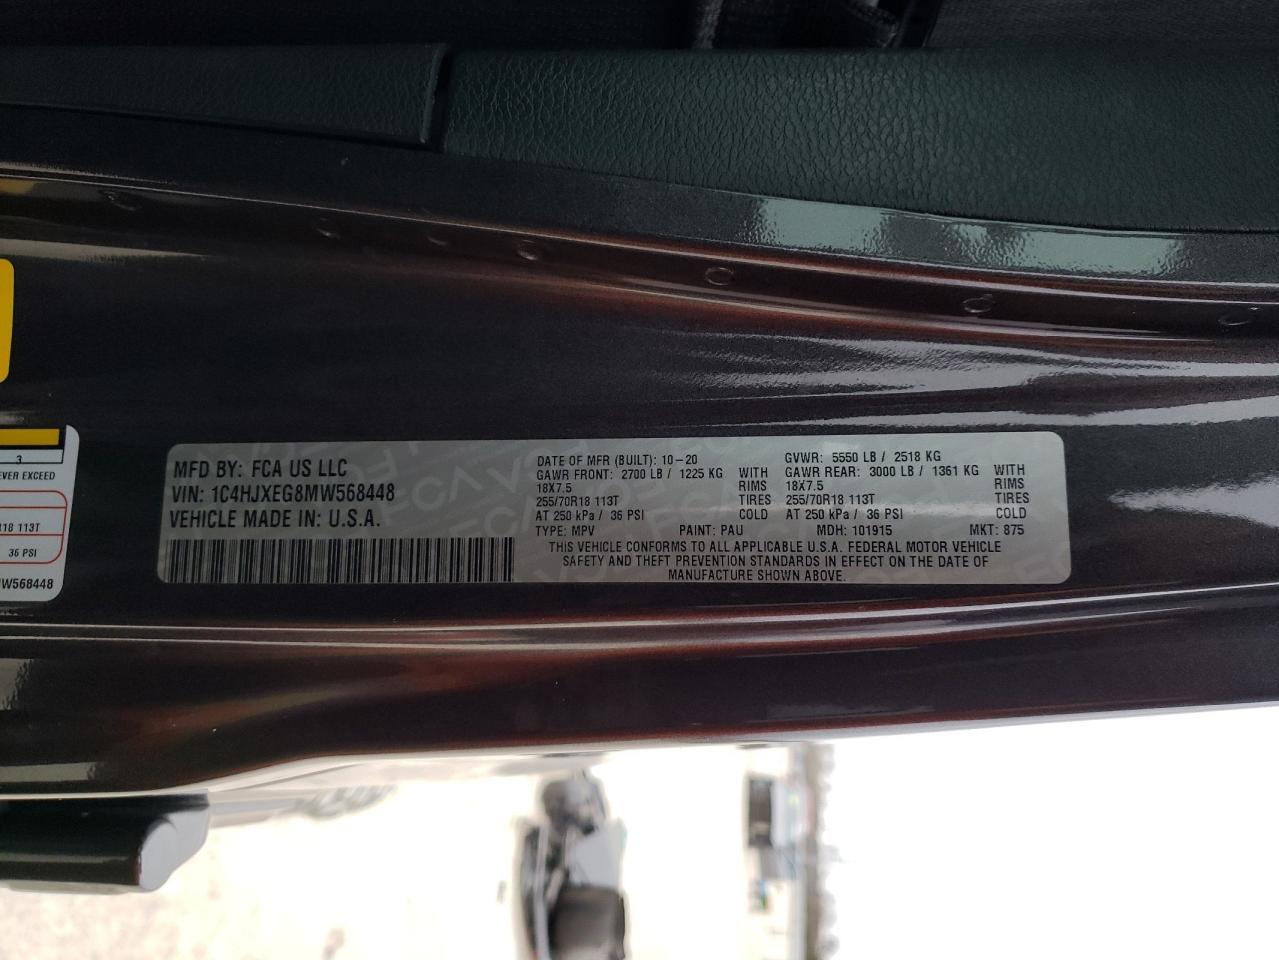 3
EVER EXCEED
R18 113T
36 PSI
MW568448
MFD BY: FCA US LLC
VIN: 1C4HJXEG8MW568448
VEHICLE MADE IN: U.S.A.
DATE OF MFR (BUILT): 10-20
GAWR FRONT: 2700 LB / 1225 KG WITH
18X7.5 RIMS
255/70R18 113T TIRES
AT 250 kPa / 36 PSI COLD
GVWR: 5550 LB / 2518 KG
GAWR REAR: 3000 LB / 1361 KG WITH
18X7.5 RIMS
255/70R18 113T TIRES
AT 250 kPa / 36 PSI COLD
TYPE: MPV PAINT: PAU MDH: 101915 MKT: 875
THIS VEHICLE CONFORMS TO ALL APPLICABLE U.S.A. FEDERAL MOTOR VEHICLE
SAFETY AND THEFT PREVENTION STANDARDS IN EFFECT ON THE DATE OF
MANUFACTURE SHOWN ABOVE.